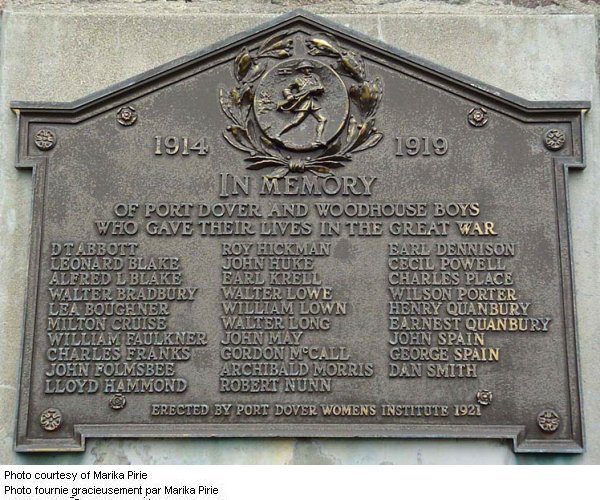 1914 1919
IN MEMORY
OF PORT DOVER AND WOODHOUSE BOYS
WHO GAVE THEIR LIVES IN THE GREAT WAR
D T ABBOTT
LEONARD BLAKE
ALFRED L BLAKE
WALTER BRADBURY
LEA BOUGHNER
MILTON CRUISE
WILLIAM FAULKNER
CHARLES FRANKS
JOHN FOLMSBEE
LLOYD HAMMOND
ROY HICKMAN
JOHN HUKE
EARL KRELL
WALTER LOWE
WILLIAM LOWN
WALTER LONG
JOHN MAY
GORDON McCALL
ARCHIBALD MORRIS
ROBERT NUNN
EARL DENNISON
CECIL POWELL
CHARLES PLACE
WILSON PORTER
HENRY QUANBURY
EARNEST QUANBURY
JOHN SPAIN
GEORGE SPAIN
DAN SMITH
ERECTED BY PORT DOVER WOMENS INSTITUTE 1921
Photo courtesy of Marika Pirie
Photo fournie gracieusement par Marika Pirie